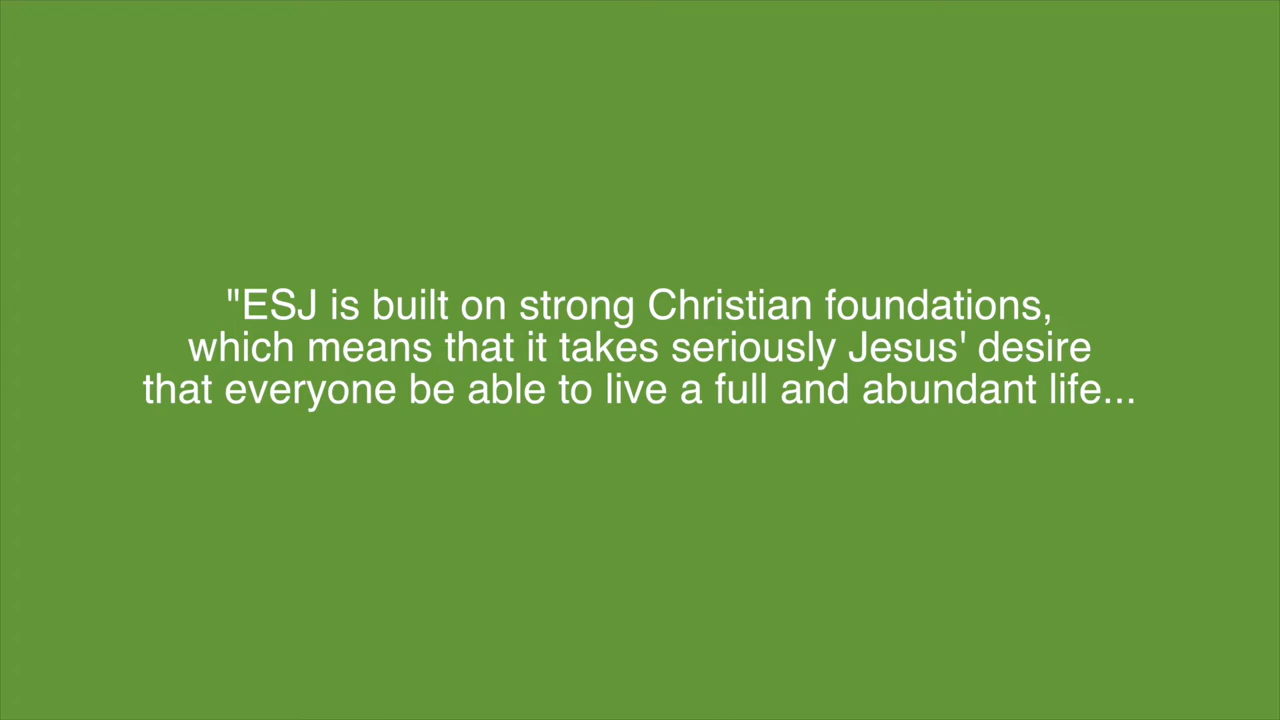 "ESJ is built on strong Christian foundations,
which means that it takes seriously Jesus' desire
that everyone be able to live a full and abundant life...